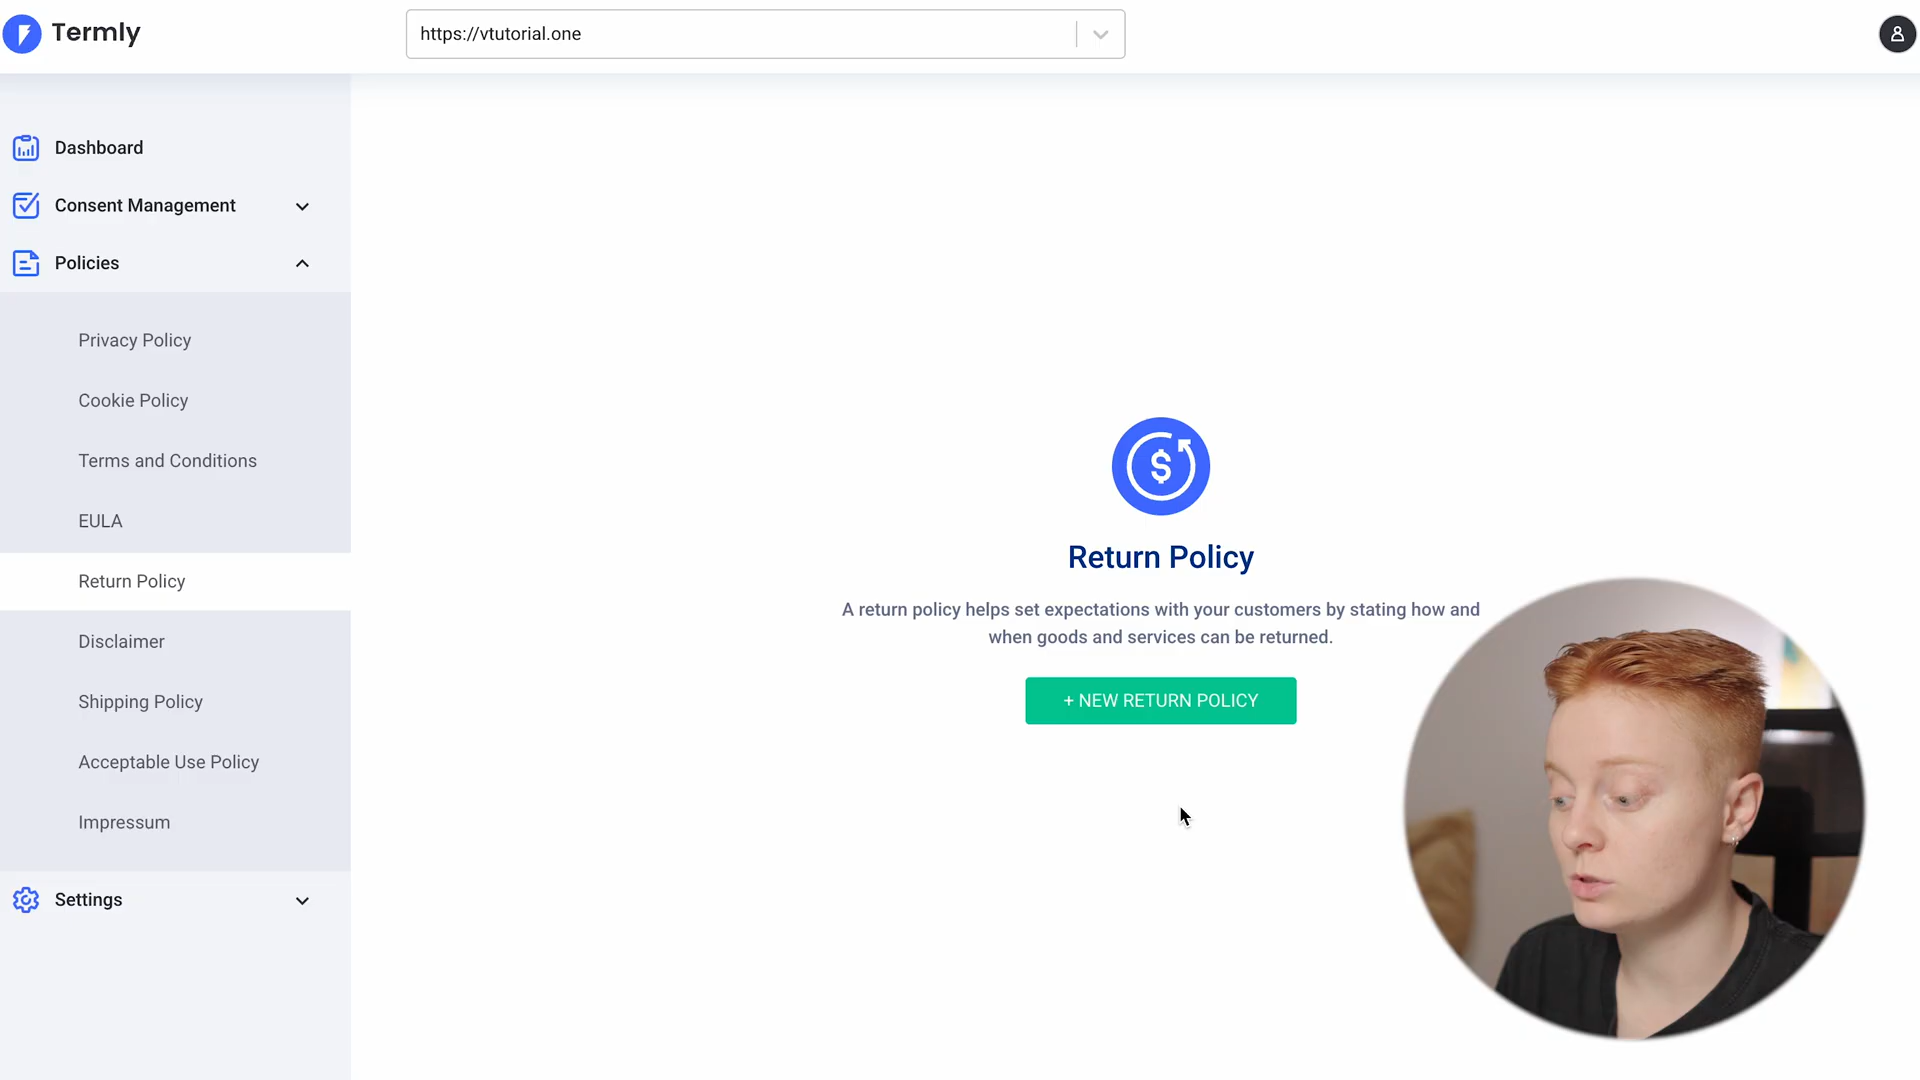 Termly
https://vtutorial.one
Dashboard
Consent Management
Policies
Privacy Policy
Cookie Policy
Terms and Conditions
EULA
Return Policy
Disclaimer
Shipping Policy
Acceptable Use Policy
Impressum
Settings
$
Return Policy
A return policy helps set expectations with your customers by stating how and
when goods and services can be returned.
+ NEW RETURN POLICY